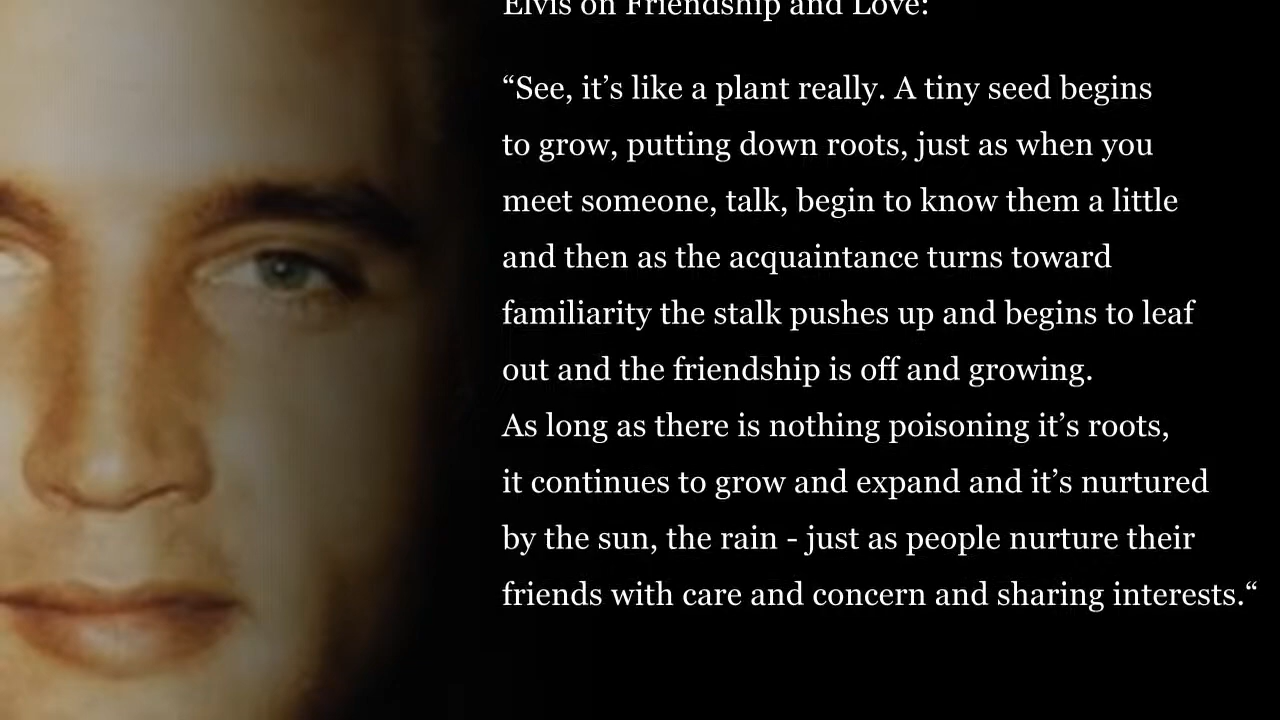 Elvis on Friendship and Love:
“See, it’s like a plant really. A tiny seed begins
to grow, putting down roots, just as when you
meet someone, talk, begin to know them a little
and then as the acquaintance turns toward
familiarity the stalk pushes up and begins to leaf
out and the friendship is off and growing.
As long as there is nothing poisoning it’s roots,
it continues to grow and expand and it’s nurtured
by the sun, the rain - just as people nurture their
friends with care and concern and sharing interests.“